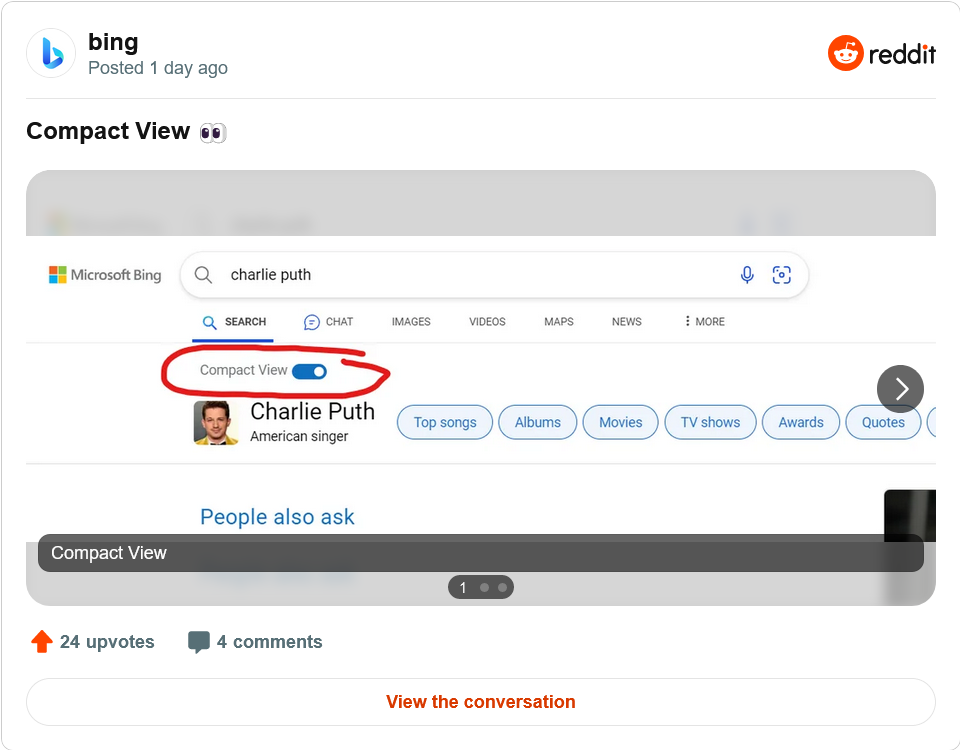 bing
Posted 1 day ago
reddit
Compact View 👀
Microsoft Bing
charlie puth
SEARCH CHAT IMAGES VIDEOS MAPS NEWS MORE
Compact View
Charlie Puth
American singer
Top songs Albums Movies TV shows Awards Quotes
People also ask
Compact View
1
24 upvotes 4 comments
View the conversation